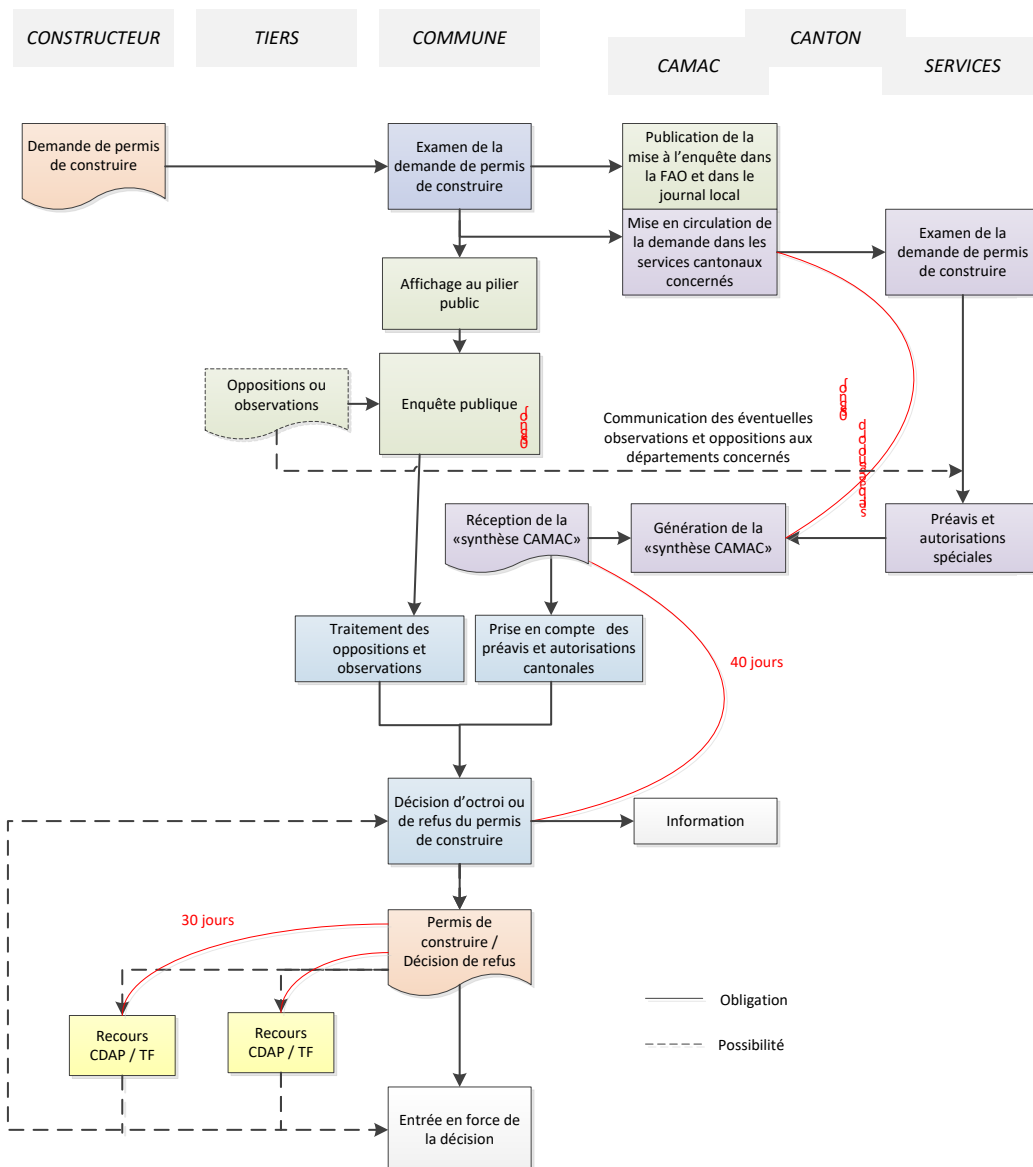 CONSTRUCTEUR
TIERS
COMMUNE
CANTON
CAMAC
SERVICES
Demande de permis
de construire
Examen de la
demande de permis
de construire
Publication de la
mise à l'enquête dans
la FAO et dans le
journal local
Mise en circulation de
la demande dans les
services cantonaux
concernés
Examen de la
demande de permis
de construire
Affichage au pilier
public
Oppositions ou
observations
Enquête publique
Communication des éventuelles
observations et oppositions aux
départements concernés
Réception de la
«synthèse CAMAC»
Génération de la
«synthèse CAMAC»
Préavis et
autorisations
spéciales
Traitement des
oppositions et
observations
Prise en compte des
préavis et autorisations
cantonales
40 jours
Décision d'octroi ou
de refus du permis
de construire
Information
30 jours
Permis de
construire /
Décision de refus
Recours
CDAP / TF
Recours
CDAP / TF
Obligation
Possibilité
Entrée en force de
la décision